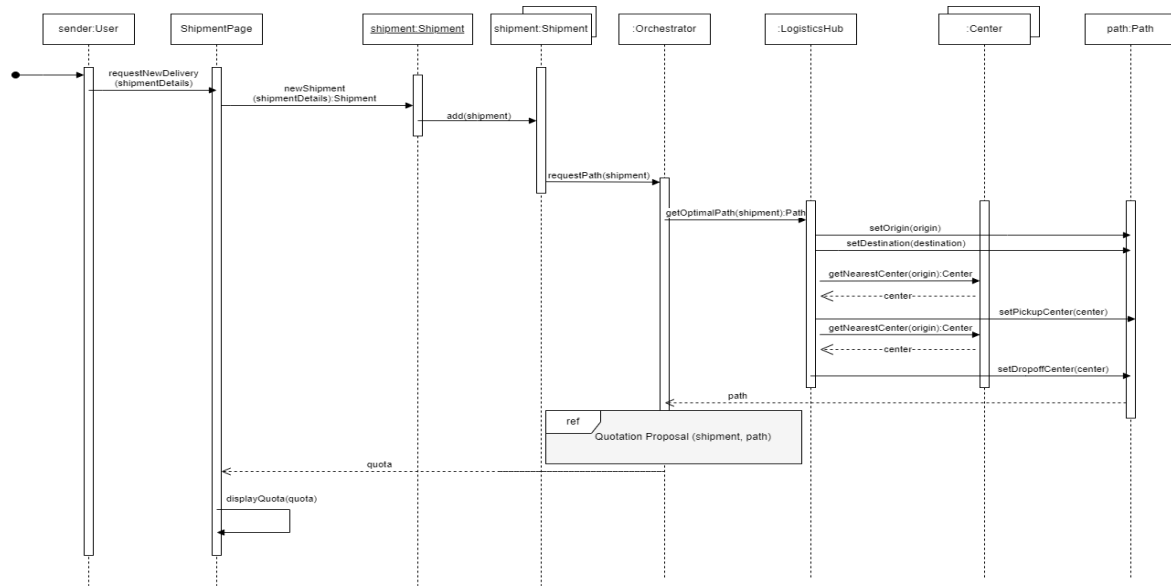 sender:User
ShipmentPage
shipment:Shipment
shipment:Shipment
:Orchestrator
:LogisticsHub
:Center
path:Path
requestNewDelivery
(shipmentDetails)
newShipment
(shipmentDetails):Shipment
add(shipment)
requestPath(shipment)
getOptimalPath(shipment):Path
setOrigin(origin)
setDestination(destination)
getNearestCenter(origin):Center
center
setPickupCenter(center)
getNearestCenter(origin):Center
center
setDropoffCenter(center)
path
ref
Quotation Proposal (shipment, path)
quota
displayQuota(quota)